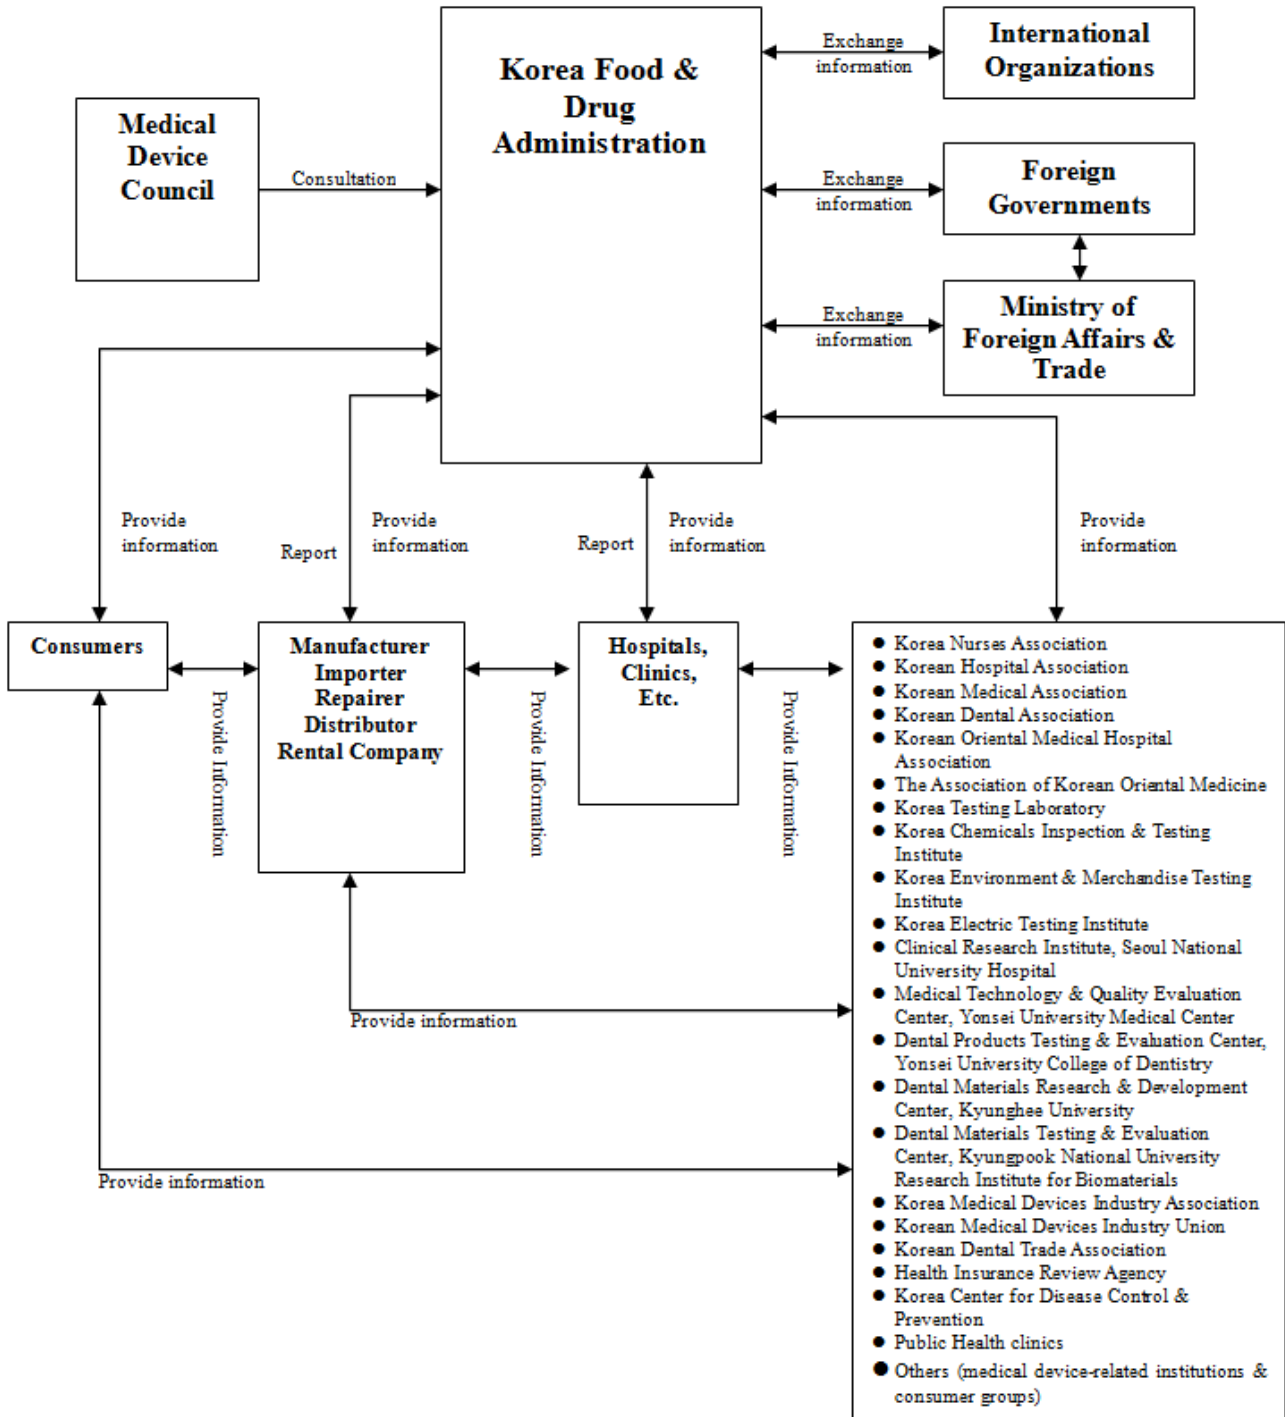 Korea Food &
Drug
Administration
Exchange
information
International
Organizations
Medical
Device
Council
Consultation
Exchange
information
Foreign
Governments
Exchange
information
Ministry of
Foreign Affairs &
Trade
Provide
information
Report
Provide
information
Report
Provide
information
Provide
information
Consumers
Provide Information
Manufacturer
Importer
Repairer
Distributor
Rental Company
Provide Information
Hospitals,
Clinics,
Etc.
Provide Information
● Korea Nurses Association
● Korean Hospital Association
● Korean Medical Association
● Korean Dental Association
● Korean Oriental Medical Hospital
Association
● The Association of Korean Oriental Medicine
● Korea Testing Laboratory
● Korea Chemicals Inspection & Testing
Institute
● Korea Environment & Merchandise Testing
Institute
● Korea Electric Testing Institute
● Clinical Research Institute, Seoul National
University Hospital
● Medical Technology & Quality Evaluation
Center, Yonsei University Medical Center
● Dental Products Testing & Evaluation Center,
Yonsei University College of Dentistry
● Dental Materials Research & Development
Center, Kyunghee University
● Dental Materials Testing & Evaluation
Center, Kyungpook National University
Research Institute for Biomaterials
● Korea Medical Devices Industry Association
● Korean Medical Devices Industry Union
● Korean Dental Trade Association
● Health Insurance Review Agency
● Korea Center for Disease Control &
Prevention
● Public Health clinics
● Others (medical device-related institutions &
consumer groups)
Provide information
Provide information